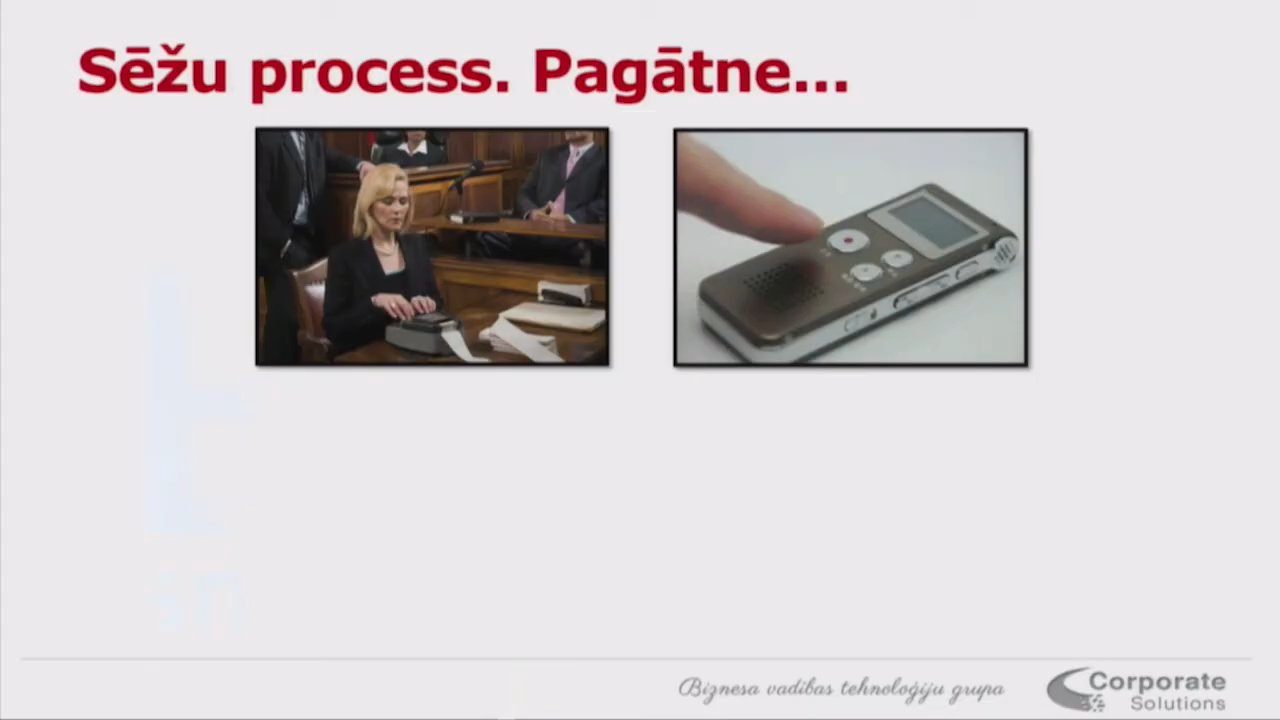 Sēžu process. Pagātne...
Biznesa vadības tehnoloģiju grupa
Corporate
Solutions